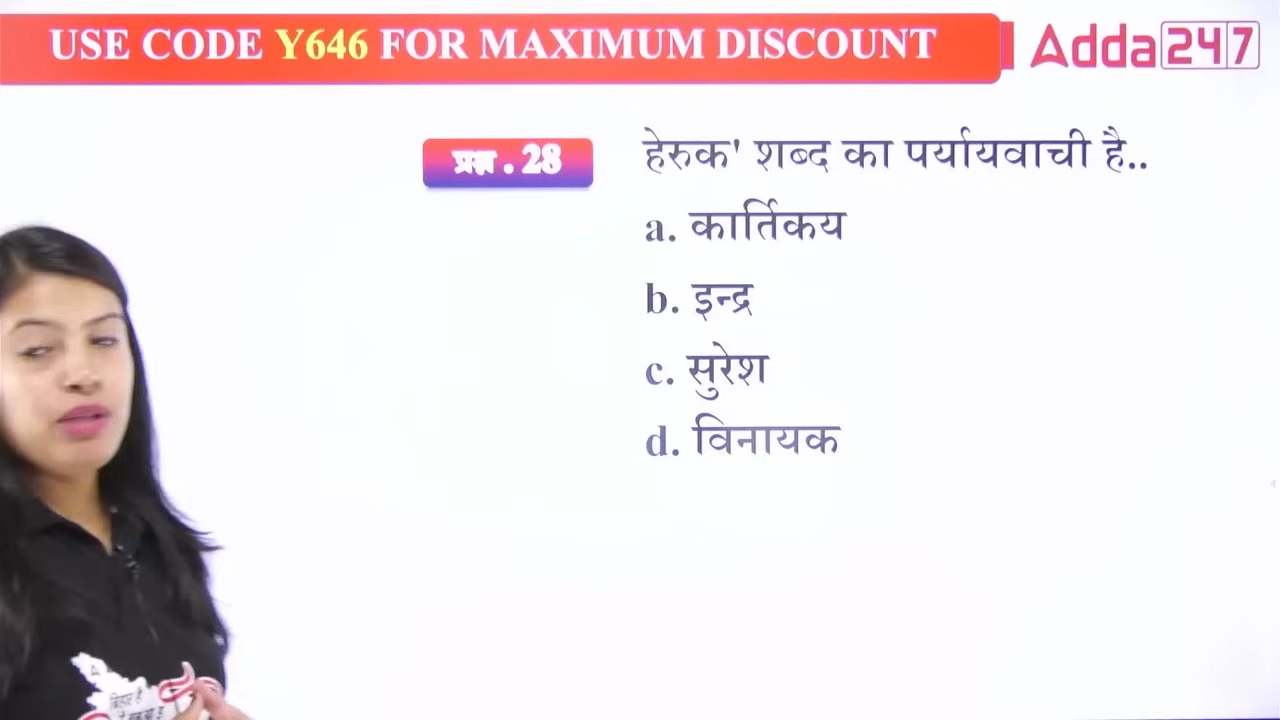 USE CODE Y646 FOR MAXIMUM DISCOUNT
Adda247
प्रश्न . 28
हेरुक' शब्द का पर्यायवाची है..
a. कार्तिकय
b. इन्द्र
c. सुरेश
d. विनायक
बिहार है